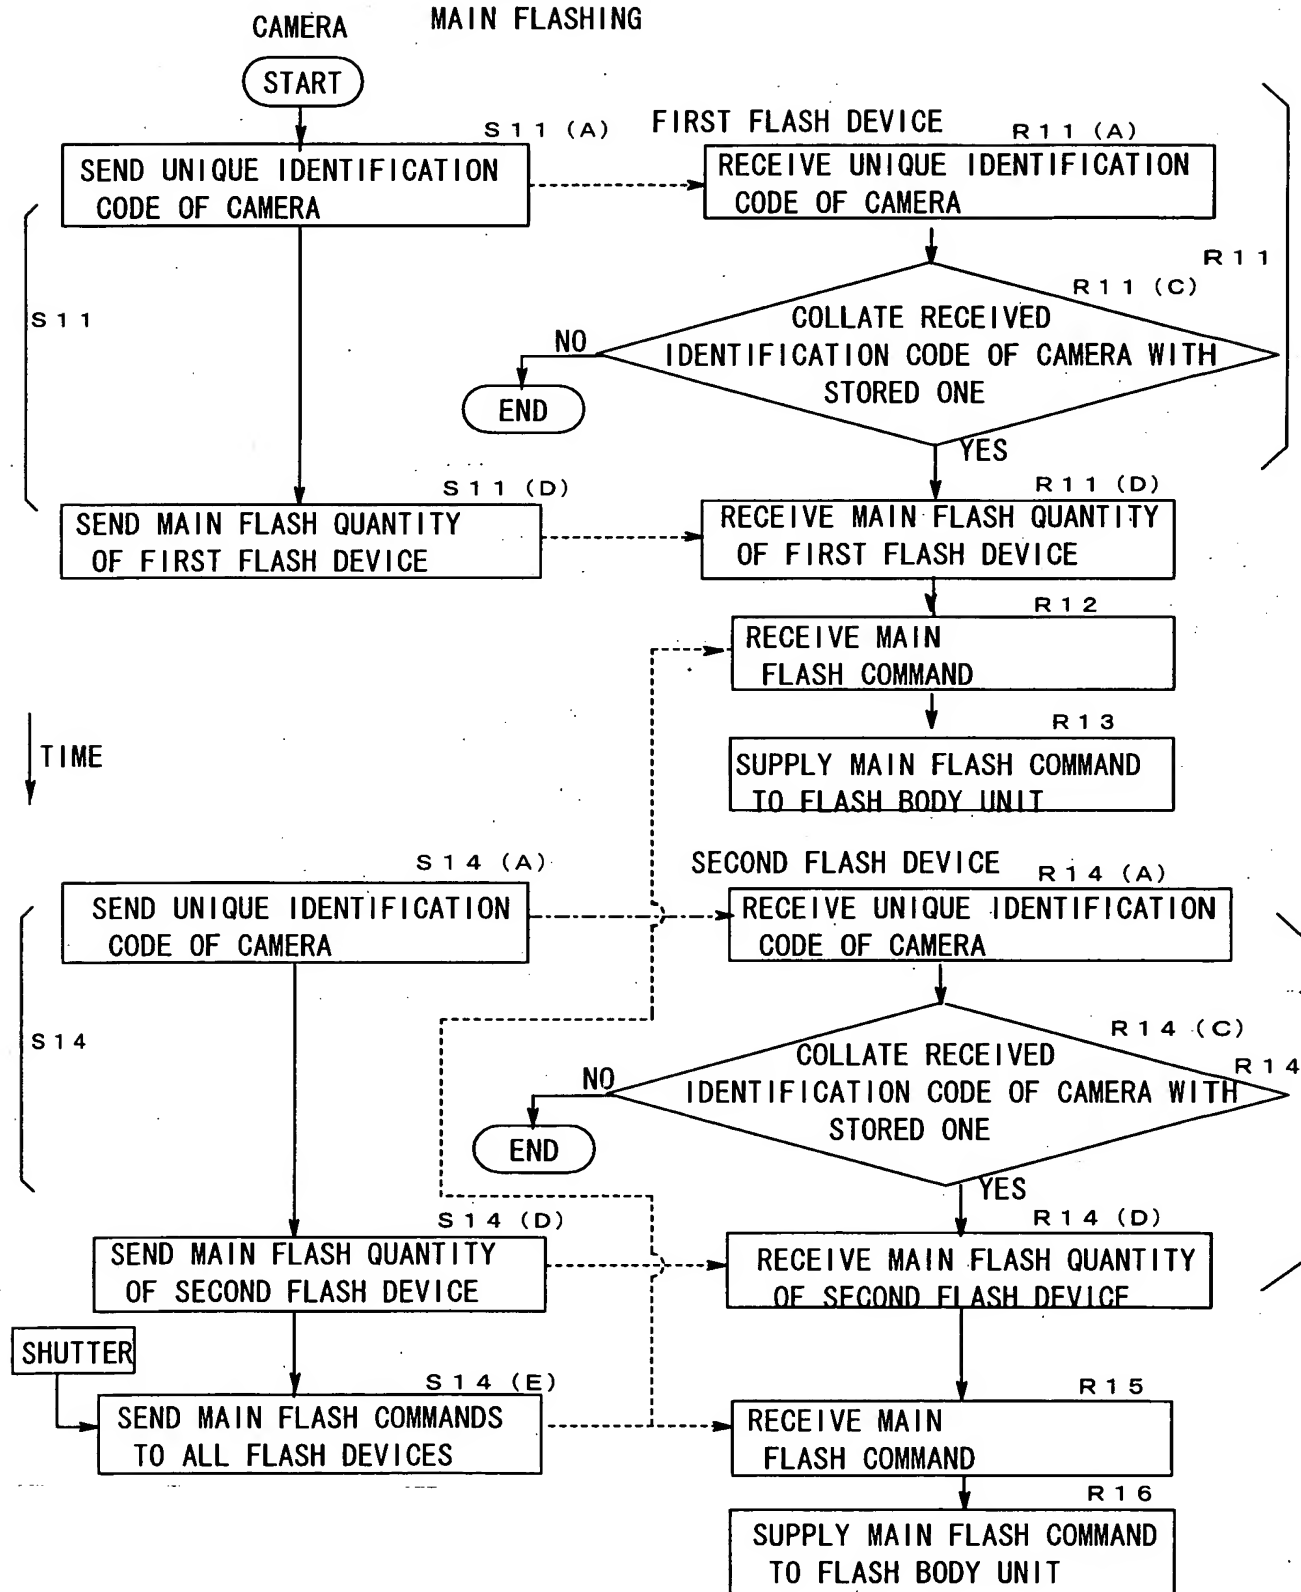 MAIN FLASHING
CAMERA
START
S11 (A)
FIRST FLASH DEVICE
R11 (A)
SEND UNIQUE IDENTIFICATION
CODE OF CAMERA
RECEIVE UNIQUE IDENTIFICATION
CODE OF CAMERA
R11
R11 (C)
S11
COLLATE RECEIVED
IDENTIFICATION CODE OF CAMERA WITH
STORED ONE
NO
END
YES
S11 (D)
R11 (D)
SEND MAIN FLASH QUANTITY
OF FIRST FLASH DEVICE
RECEIVE MAIN FLASH QUANTITY
OF FIRST FLASH DEVICE
R12
RECEIVE MAIN
FLASH COMMAND
R13
TIME
SUPPLY MAIN FLASH COMMAND
TO FLASH BODY UNIT
S14 (A)
SECOND FLASH DEVICE
R14 (A)
SEND UNIQUE IDENTIFICATION
CODE OF CAMERA
RECEIVE UNIQUE IDENTIFICATION
CODE OF CAMERA
S14
R14 (C)
R14
COLLATE RECEIVED
IDENTIFICATION CODE OF CAMERA WITH
STORED ONE
NO
END
YES
S14 (D)
R14 (D)
SEND MAIN FLASH QUANTITY
OF SECOND FLASH DEVICE
RECEIVE MAIN FLASH QUANTITY
OF SECOND FLASH DEVICE
SHUTTER
S14 (E)
R15
SEND MAIN FLASH COMMANDS
TO ALL FLASH DEVICES
RECEIVE MAIN
FLASH COMMAND
R16
SUPPLY MAIN FLASH COMMAND
TO FLASH BODY UNIT